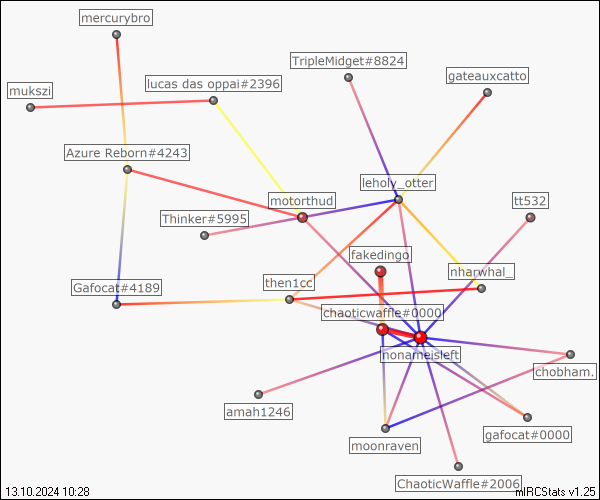 mercurybro
TripleMidget#8824
gateauxcatto
lucas das oppai#2396
mukszi
Azure Reborn#4243
leholy_otter
motorthud
tt532
Thinker#5995
fakedingo
nharwhal_
then1cc
Gafocat#4189
chaoticwaffle#0000
nonameisleft
chobham.
amah1246
gafocat#0000
moonraven
ChaoticWaffle#2006
13.10.2024 10:28
mIRCStats v1.25